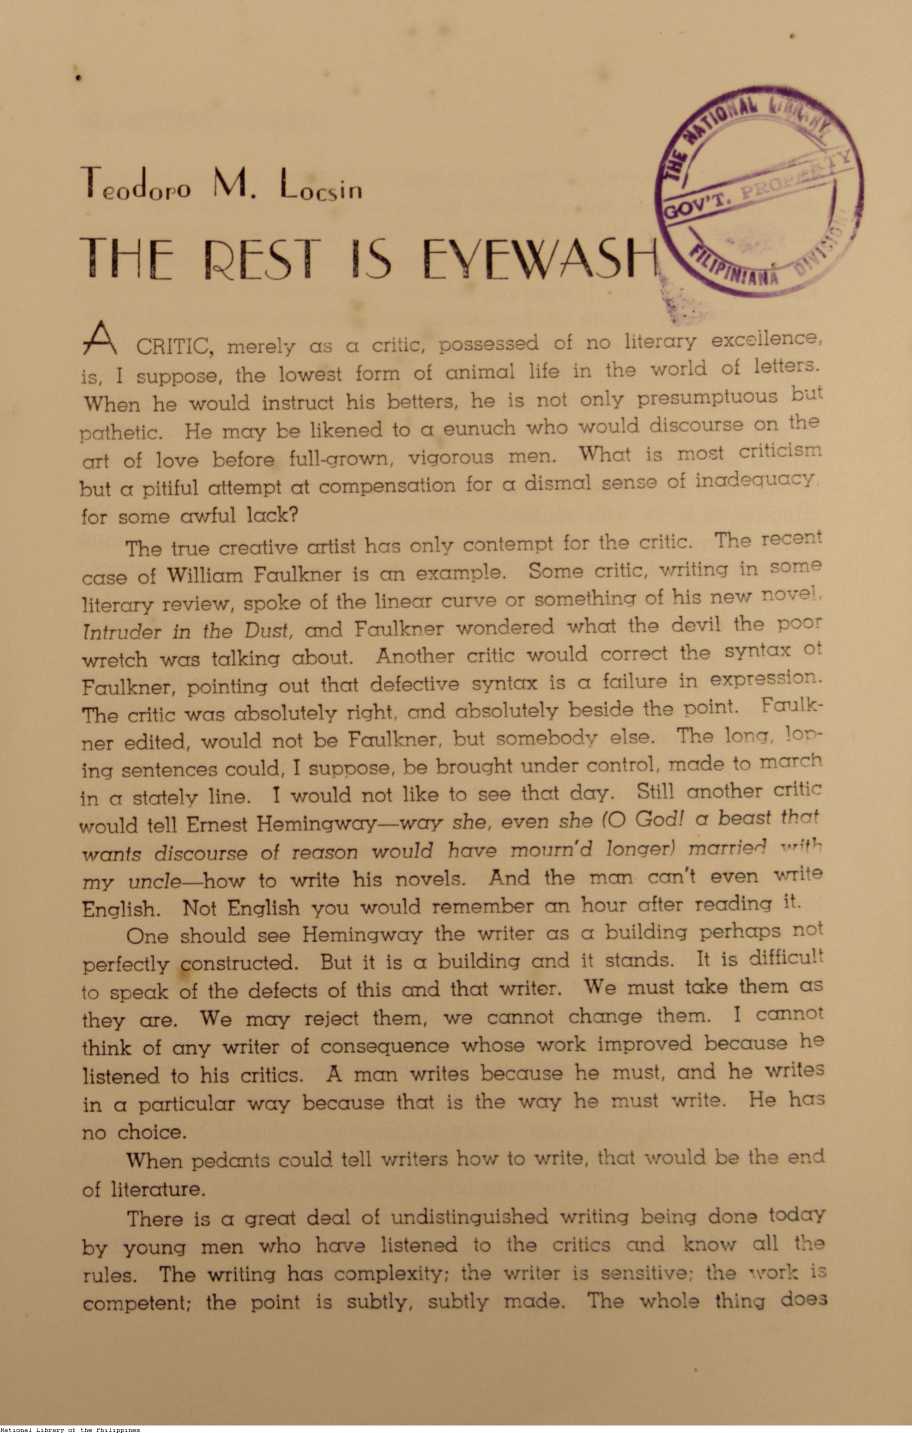 Teodoro M. Locsin
THE NATIONAL LIBRARY
GOV'T. PROPERTY
FILIPINIANA DIVISION
THE REST IS EYEWASH
A CRITIC, merely as a critic, possessed of no literary excellence,
is, I suppose, the lowest form of animal life in the world of letters.
When he would instruct his betters, he is not only presumptuous but
pathetic. He may be likened to a eunuch who would discourse on the
art of love before full-grown, vigorous men. What is most criticism
but a pitiful attempt at compensation for a dismal sense of inadequacy,
for some awful lack?
The true creative artist has only contempt for the critic. The recent
case of William Faulkner is an example. Some critic, writing in some
literary review, spoke of the linear curve or something of his new novel,
Intruder in the Dust, and Faulkner wondered what the devil the poor
wretch was talking about. Another critic would correct the syntax of
Faulkner, pointing out that defective syntax is a failure in expression.
The critic was absolutely right, and absolutely beside the point. Faulk-
ner edited, would not be Faulkner, but somebody else. The long, lop-
ing sentences could, I suppose, be brought under control, made to march
in a stately line. I would not like to see that day. Still another critic
would tell Ernest Hemingway—way she, even she (O God! a beast that
wants discourse of reason would have mourn'd longer) married with
my uncle—how to write his novels. And the man can't even write
English. Not English you would remember an hour after reading it.
One should see Hemingway the writer as a building perhaps not
perfectly constructed. But it is a building and it stands. It is difficult
to speak of the defects of this and that writer. We must take them as
they are. We may reject them, we cannot change them. I cannot
think of any writer of consequence whose work improved because he
listened to his critics. A man writes because he must, and he writes
in a particular way because that is the way he must write. He has
no choice.
When pedants could tell writers how to write, that would be the end
of literature.
There is a great deal of undistinguished writing being done today
by young men who have listened to the critics and know all the
rules. The writing has complexity; the writer is sensitive; the work is
competent; the point is subtly, subtly made. The whole thing does
National Library of the Philippines